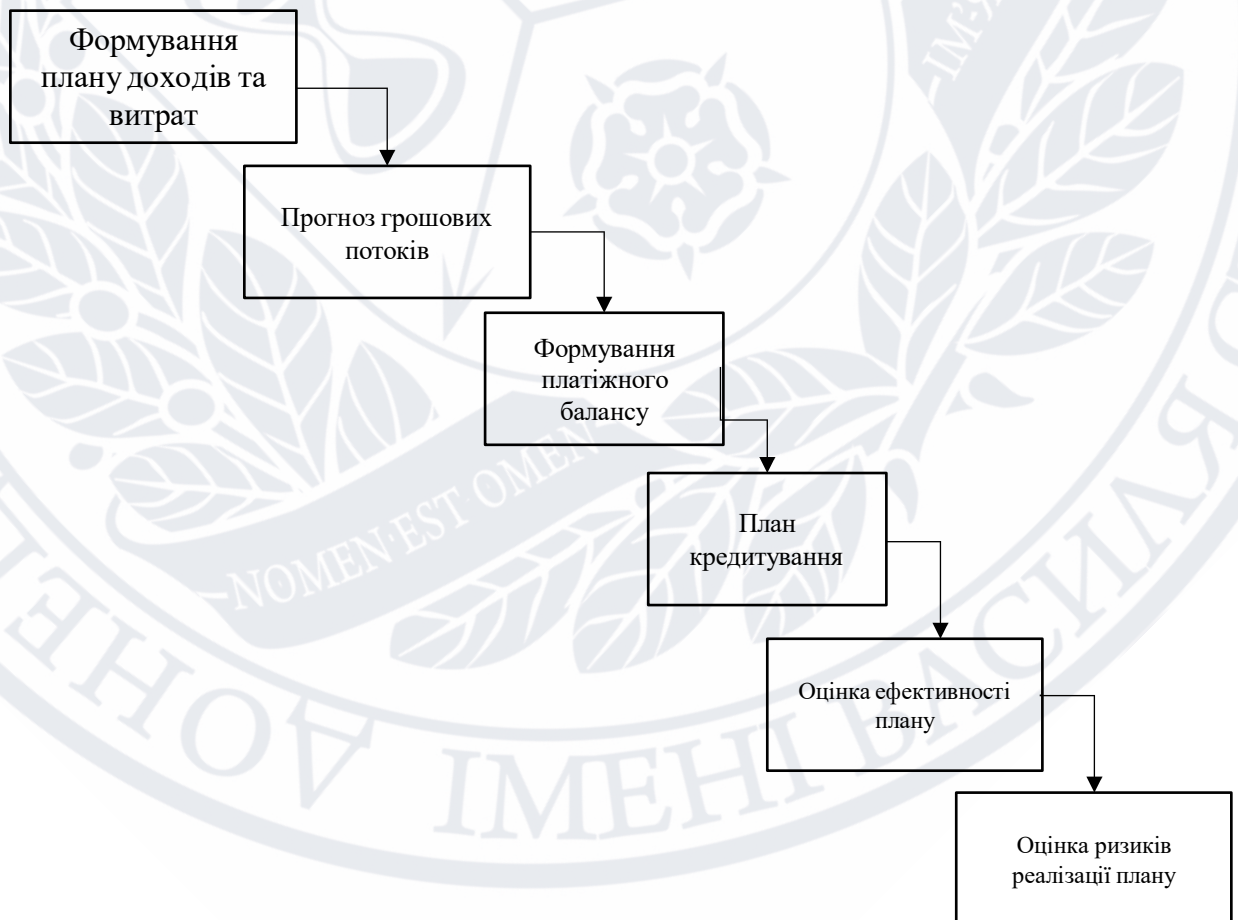 Формування
плану доходів та
витрат
Прогноз грошових
потоків
Формування
платіжного
балансу
План
кредитування
Оцінка ефективності
плану
Оцінка ризиків
реалізації плану
NOMEN EST OMEN
ІМЕНІ ВАСИЛЯ